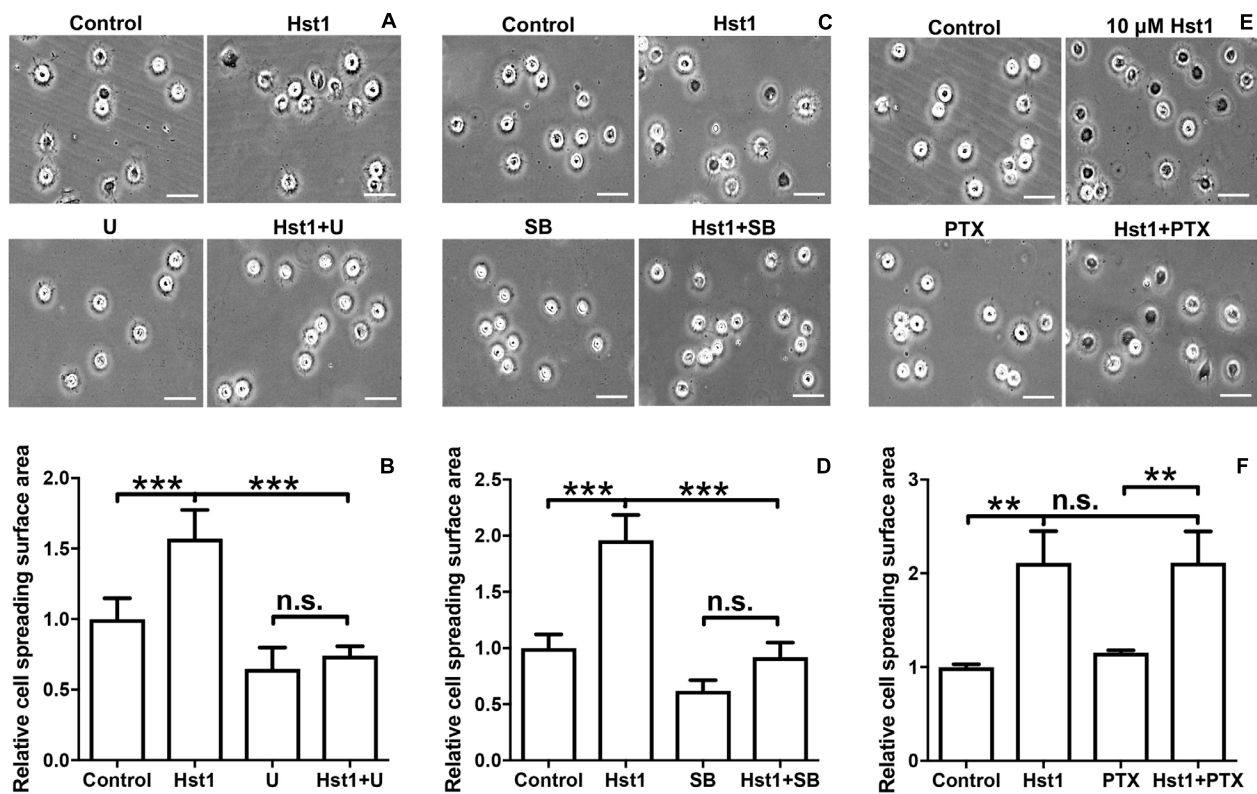 Control Hst1 A
U Hst1+U
Control Hst1 C
SB Hst1+SB
Control 10 µM Hst1 E
PTX Hst1+PTX
B
Relative cell spreading surface area
2.0
1.5
1.0
0.5
0.0
*** ***
n.s.
Control Hst1 U Hst1+U
D
Relative cell spreading surface area
2.5
2.0
1.5
1.0
0.5
0.0
*** ***
n.s.
Control Hst1 SB Hst1+SB
F
Relative cell spreading surface area
3
2
1
0
**
** n.s.
Control Hst1 PTX Hst1+PTX